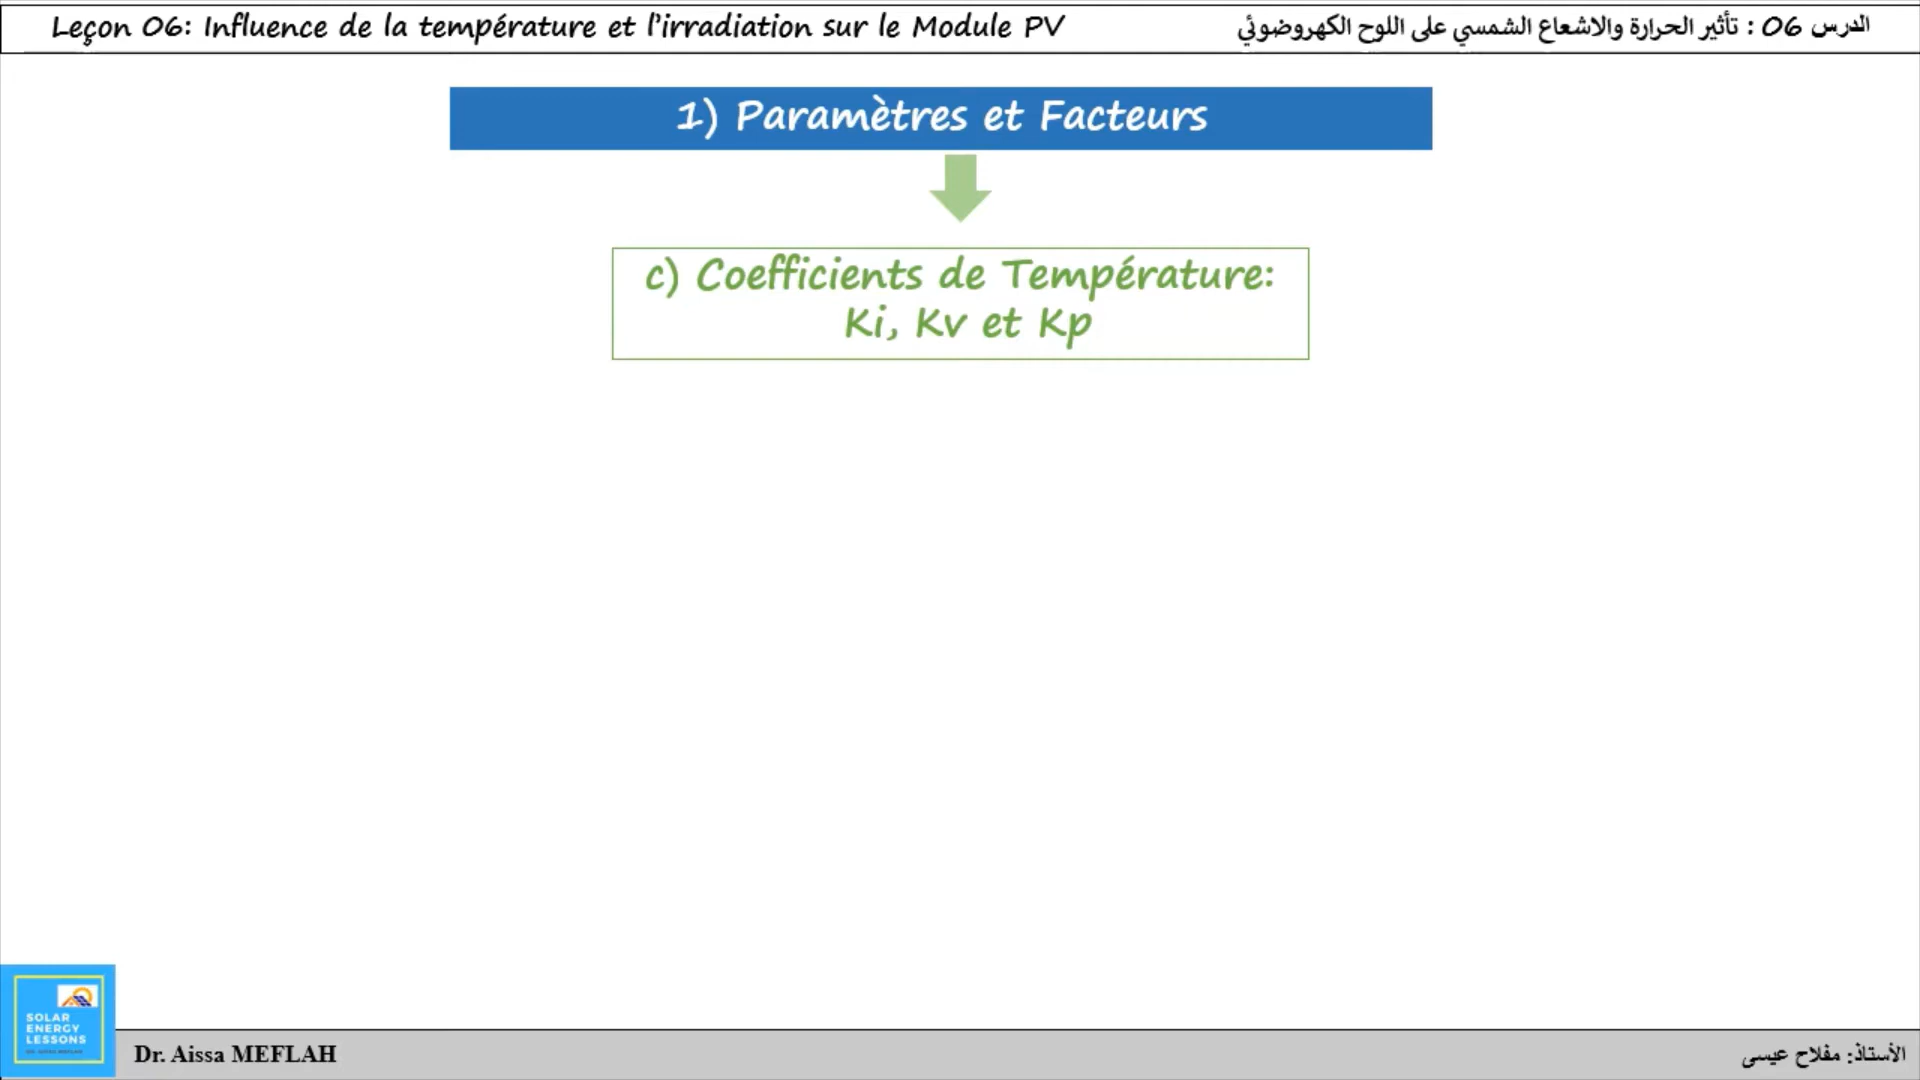 Leçon 06: Influence de la température et l'irradiation sur le Module PV
الدرس 06 : تأثير الحرارة والاشعاع الشمسي على اللوح الكهروضوئي
1) Paramètres et Facteurs
c) Coefficients de Température:
Ki, Kv et Kp
SOLAR
ENERGY
LESSONS
Dr. Aissa MEFLAH
الأستاذ: مفلاح عيسى